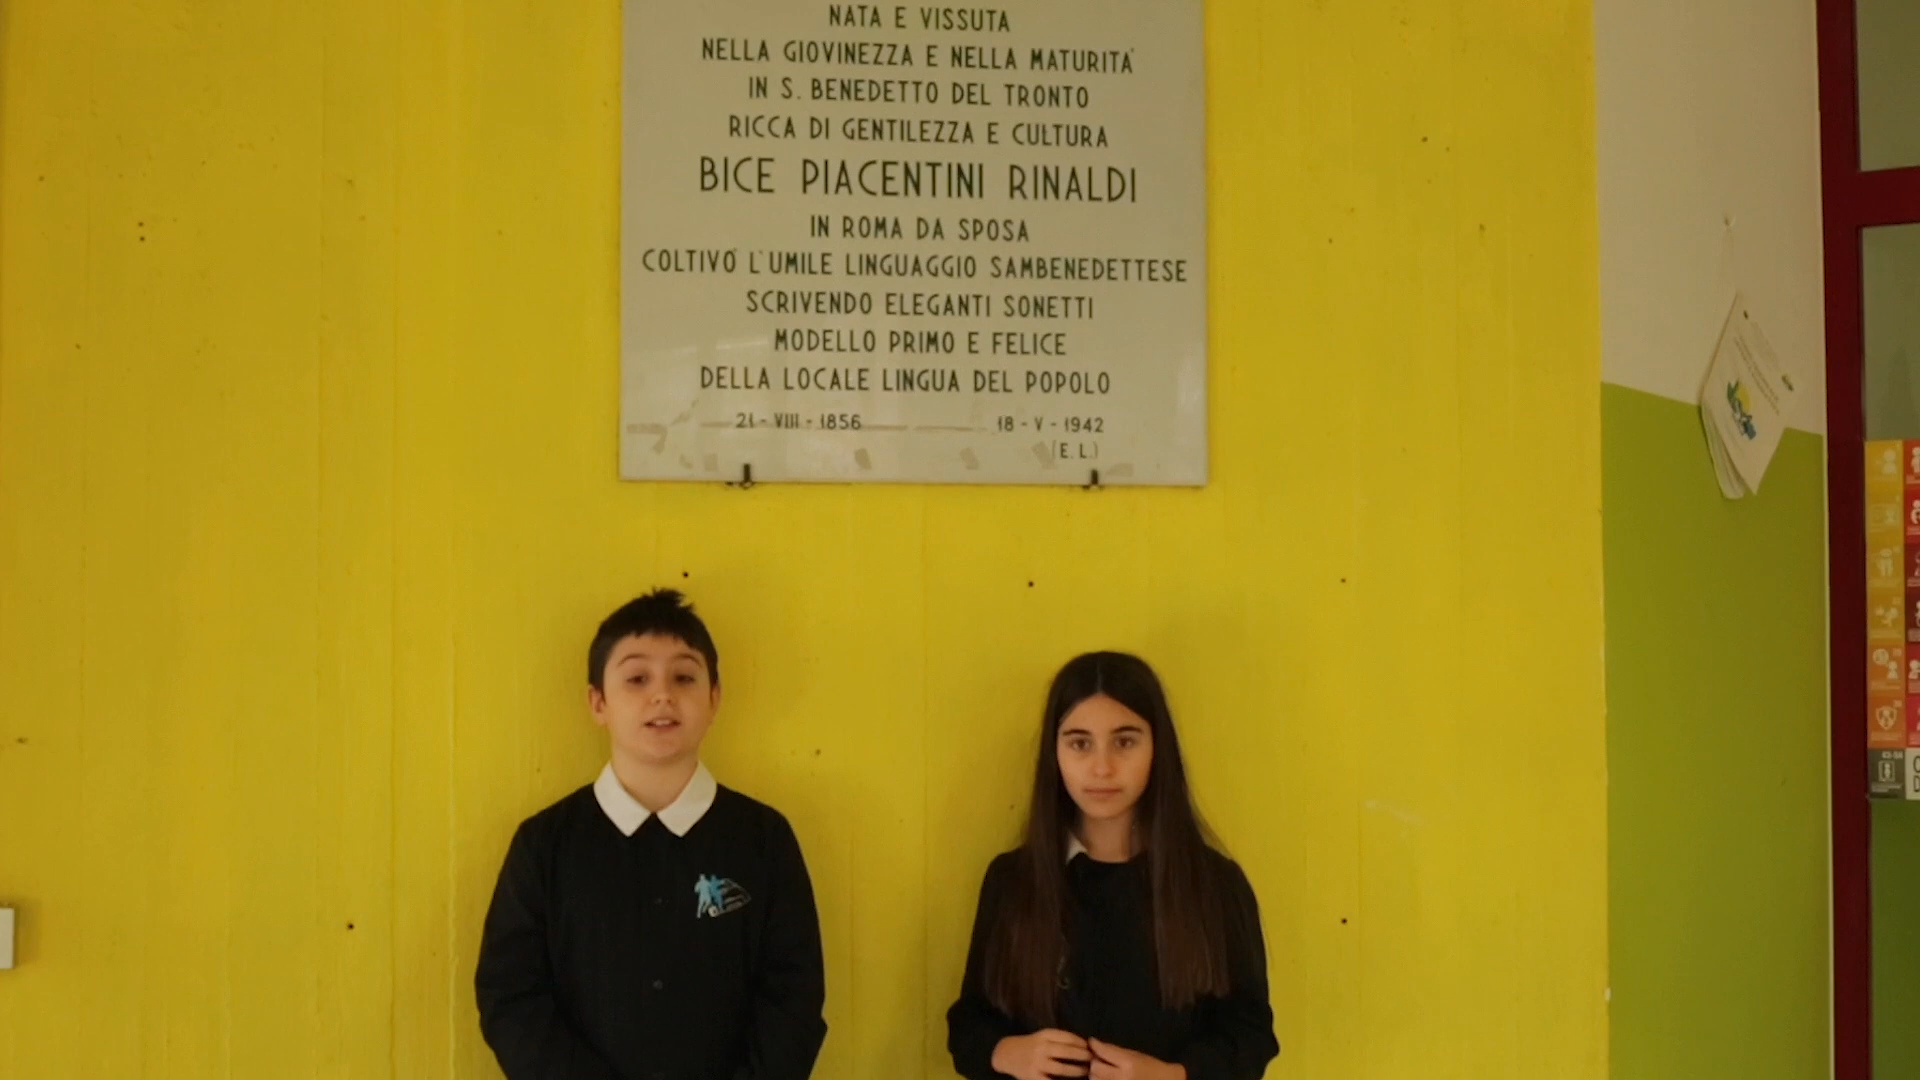 NATA E VISSUTA
NELLA GIOVINEZZA E NELLA MATURITA'
IN S. BENEDETTO DEL TRONTO
RICCA DI GENTILEZZA E CULTURA
BICE PIACENTINI RINALDI
IN ROMA DA SPOSA
COLTIVO' L'UMILE LINGUAGGIO SAMBENEDETTESE
SCRIVENDO ELEGANTI SONETTI
MODELLO PRIMO E FELICE
DELLA LOCALE LINGUA DEL POPOLO
21 - VIII - 1856 18 - V - 1942
(E. L.)